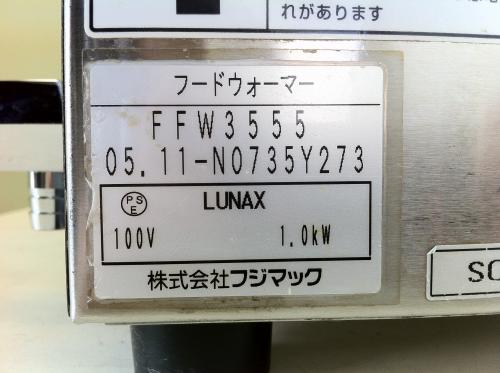 れがあります
フードウォーマー
FFW3555
05.11-N0735Y273
PS
E
LUNAX
100V 1.0kW
株式会社フジマック
SC